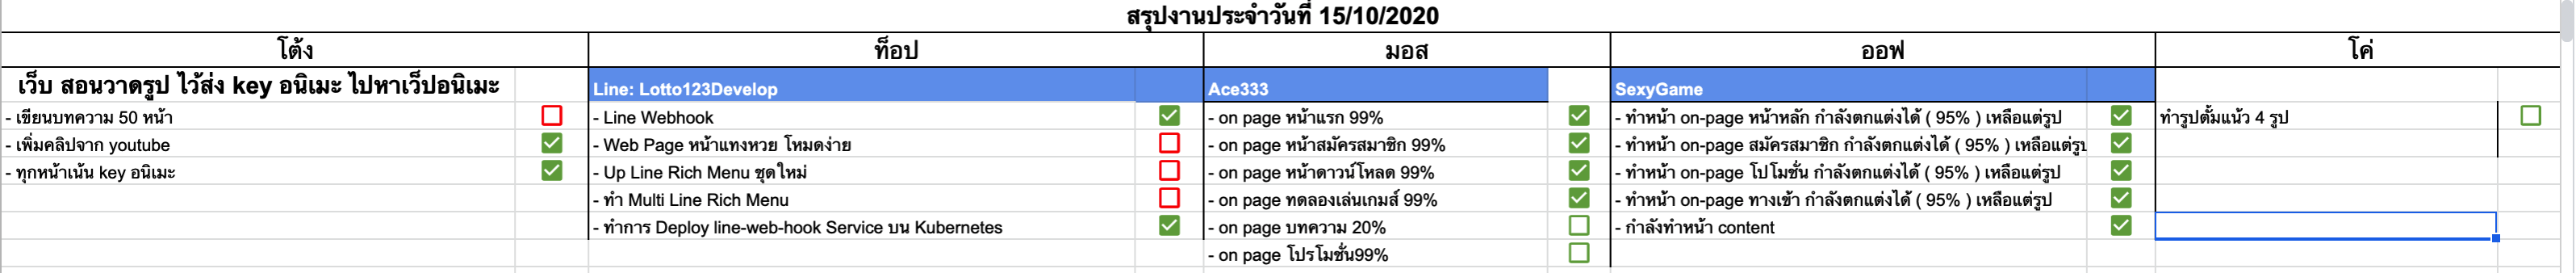 สรุปงานประจำวันที่ 15/10/2020
โต้ง ท็อป มอส ออฟ โค่
เว็บ สอนวาดรูป ไว้ส่ง key อนิเมะ ไปหาเว็ปอนิเมะ Line: Lotto123Develop Ace333 SexyGame
- เขียนบทความ 50 หน้า - Line Webhook - on page หน้าแรก 99% - ทำหน้า on-page หน้าหลัก กำลังตกแต่งได้ ( 95% ) เหลือแต่รูป ทำรูปตั้มแน้ว 4 รูป
- เพิ่มคลิปจาก youtube - Web Page หน้าแทงหวย โหมดง่าย - on page หน้าสมัครสมาชิก 99% - ทำหน้า on-page สมัครสมาชิก กำลังตกแต่งได้ ( 95% ) เหลือแต่รูป
- ทุกหน้าเน้น key อนิเมะ - Up Line Rich Menu ชุดใหม่ - on page หน้าดาวน์โหลด 99% - ทำหน้า on-page โปโมชั่น กำลังตกแต่งได้ ( 95% ) เหลือแต่รูป
- ทำ Multi Line Rich Menu - on page ทดลองเล่นเกมส์ 99% - ทำหน้า on-page ทางเข้า กำลังตกแต่งได้ ( 95% ) เหลือแต่รูป
- ทำการ Deploy line-web-hook Service บน Kubernetes - on page บทความ 20% - กำลังทำหน้า content
- on page โปรโมชั่น99%